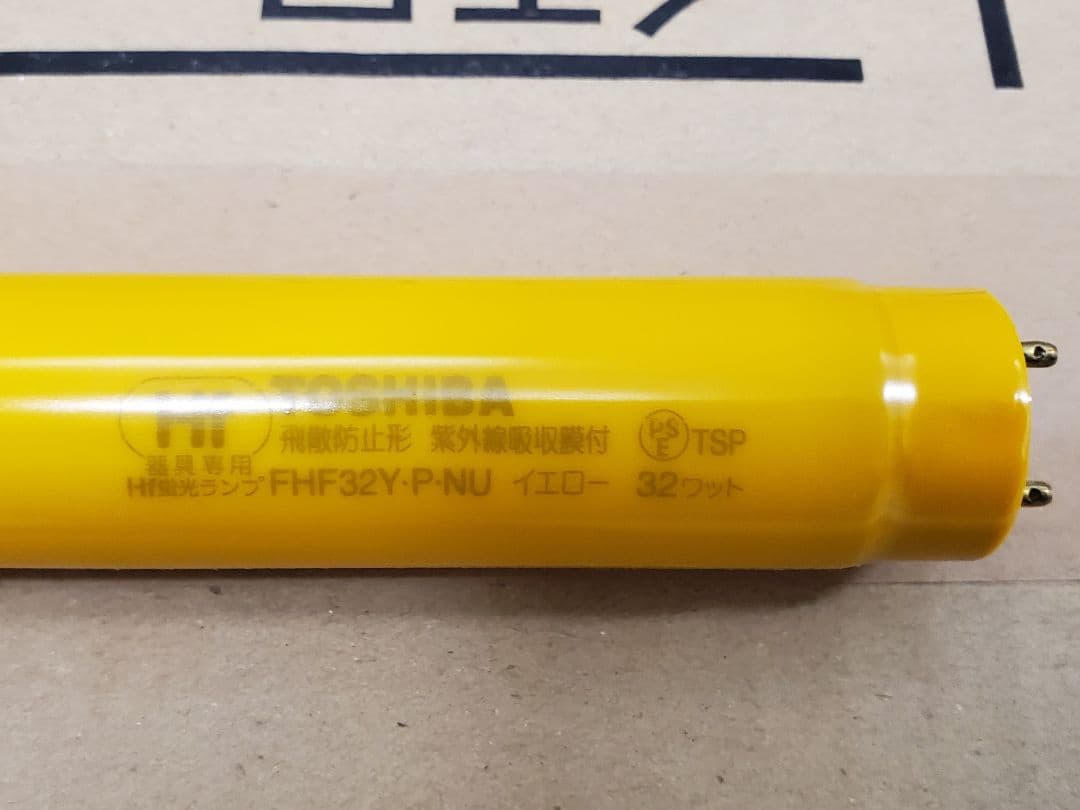 Hf TOSHIBA
飛散防止形 紫外線吸収膜付 PSE TSP
器具専用
Hf蛍光ランプ FHF32Y·P·NU イエロー 32ワット